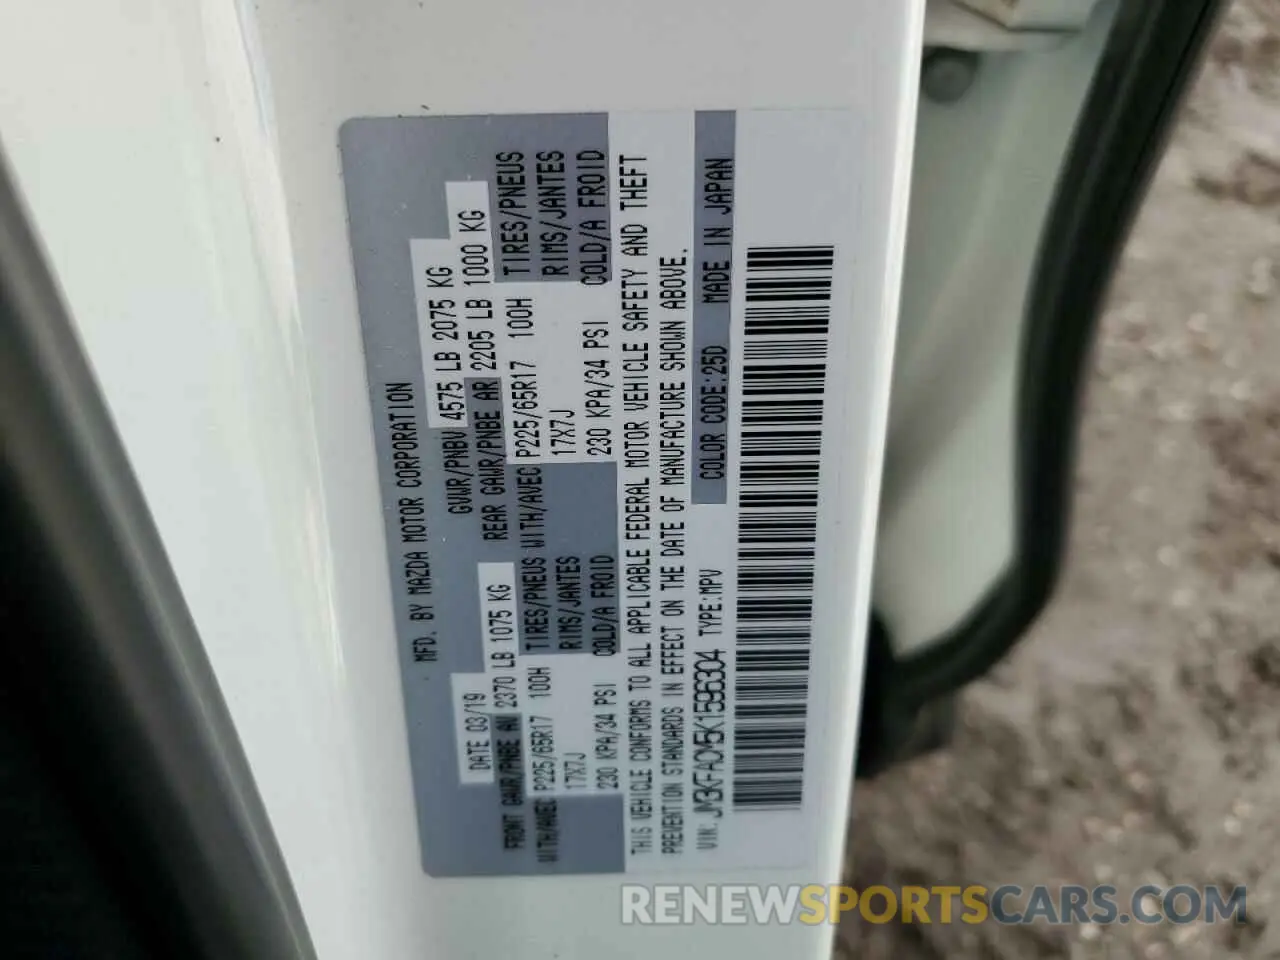 MFD. BY MAZDA MOTOR CORPORATION
DATE 03/19 GVWR/PNBV 4575 LB 2075 KG
FRONT GAWR/PNBE AV 2370 LB 1075 KG REAR GAWR/PNBE AR 2205 LB 1000 KG
WITH/AVEC P225/65R17 100H TIRES/PNEUS WITH/AVEC P225/65R17 100H TIRES/PNEUS
17X7J RIMS/JANTES 17X7J RIMS/JANTES
230 KPA/34 PSI COLD/A FROID 230 KPA/34 PSI COLD/A FROID
THIS VEHICLE CONFORMS TO ALL APPLICABLE FEDERAL MOTOR VEHICLE SAFETY AND THEFT
PREVENTION STANDARDS IN EFFECT ON THE DATE OF MANUFACTURE SHOWN ABOVE.
VIN: JM3KFACM5K1596304 TYPE:MPV COLOR CODE:25D MADE IN JAPAN
RENEWSPORTSCARS.COM